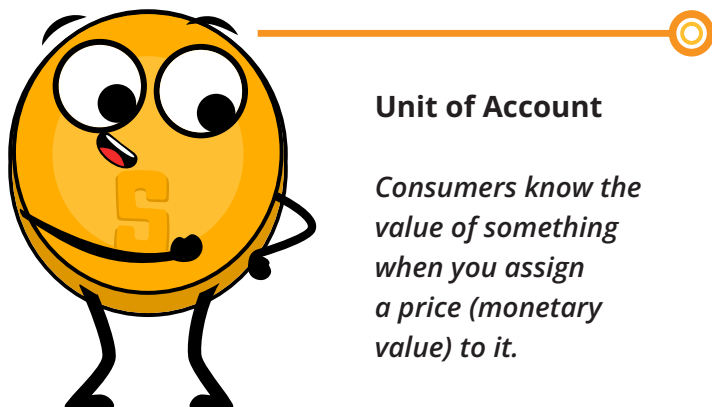 S
Unit of Account
Consumers know the
value of something
when you assign
a price (monetary
value) to it.